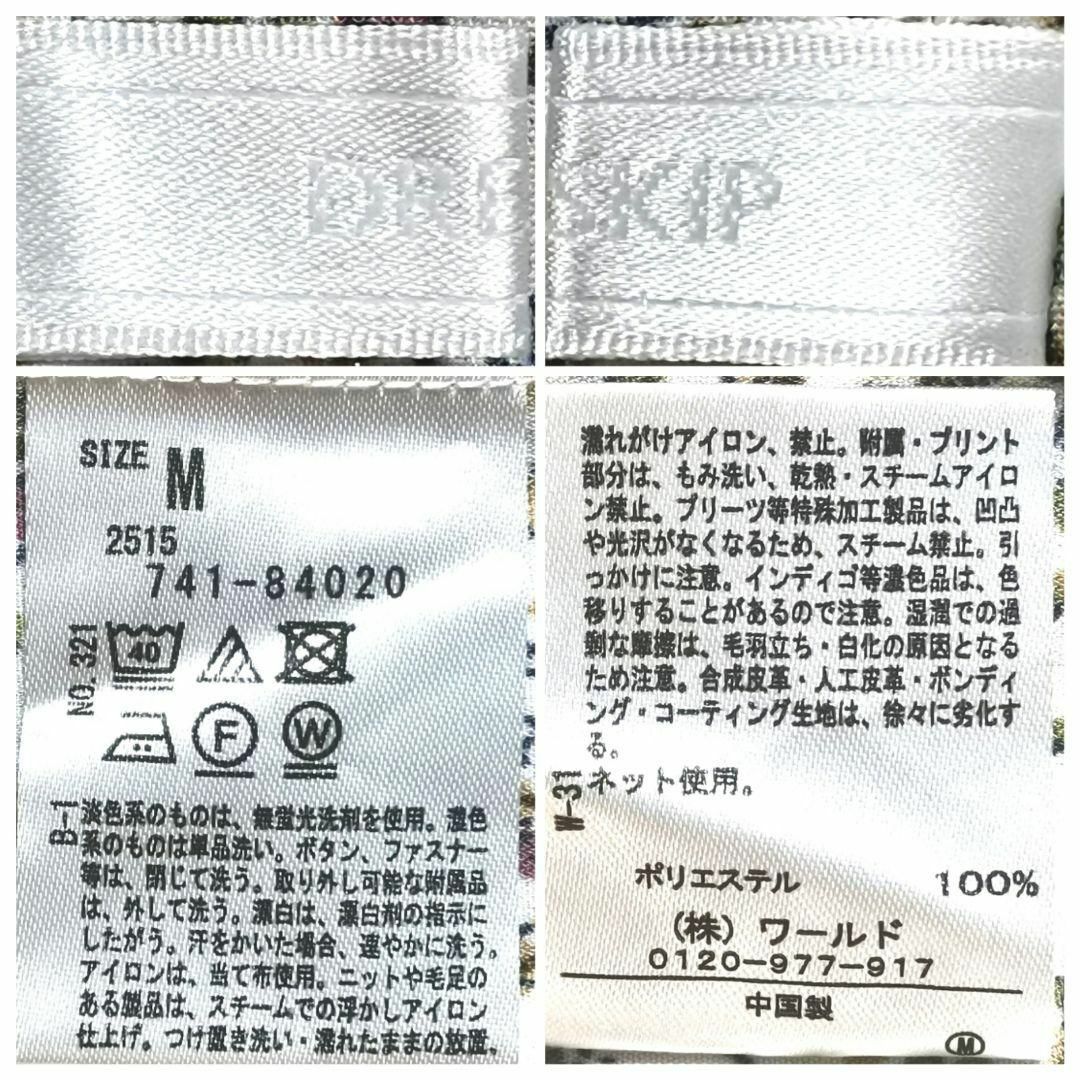 DRI
SKIP
SIZE M
2515
741-84020
NO.321
40
F W
B-1
淡色系のものは、無蛍光洗剤を使用。濃色
系のものは単品洗い。ボタン、ファスナー
等は、閉じて洗う。取り外し可能な附属品
は、外して洗う。漂白は、漂白剤の指示に
したがう。汗をかいた場合、速やかに洗う。
アイロンは、当て布使用。ニットや毛足の
ある製品は、スチームでの浮かしアイロン
仕上げ。つけ置き洗い・濡れたままの放置、
濡れがけアイロン、禁止。附属・プリント
部分は、もみ洗い、乾熱・スチームアイロ
ン禁止。プリーツ等特殊加工製品は、凹凸
や光沢がなくなるため、スチーム禁止。引
っかけに注意。インディゴ等濃色品は、色
移りすることがあるので注意。湿潤での過
剰な摩擦は、毛羽立ち・白化の原因となる
ため注意。合成皮革・人工皮革・ボンディ
ング・コーティング生地は、徐々に劣化す
る。
ネット使用。
W-31
ポリエステル 100%
(株) ワールド
0120-977-917
中国製
M